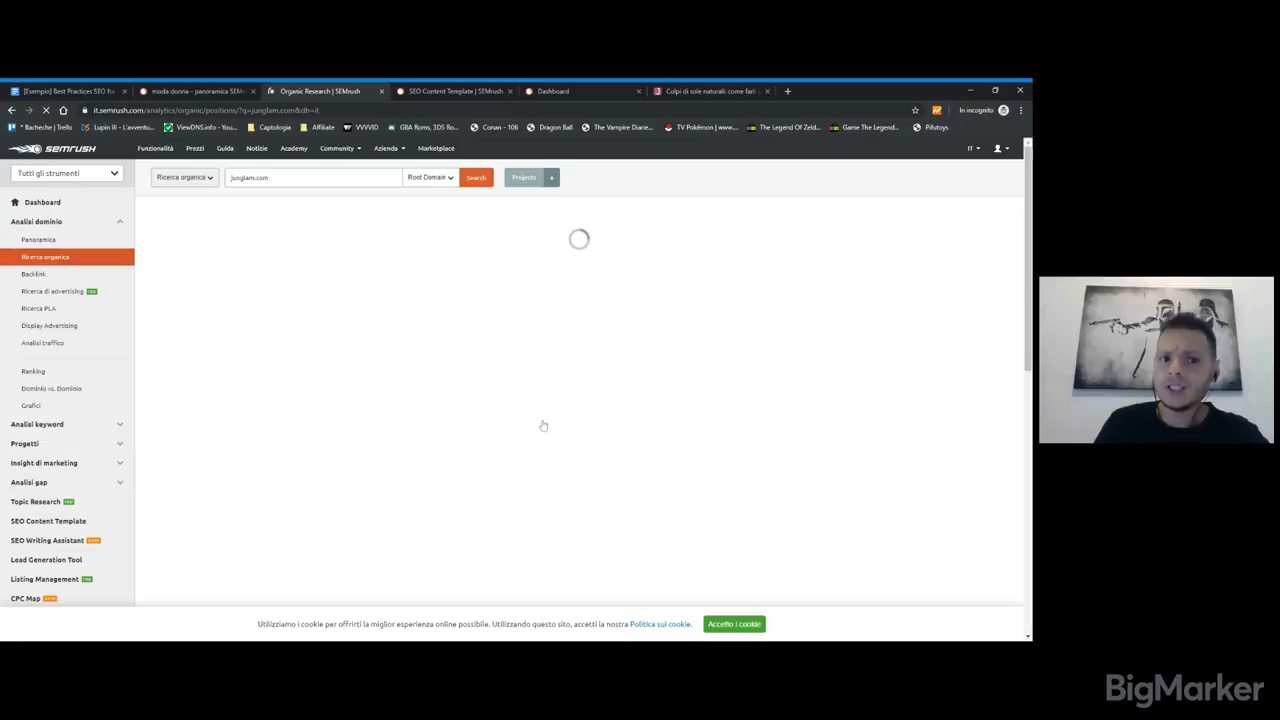 [Esempio] Best Practices SEO for
moda donna - panoramica SEM
Organic Research | SEMrush
SEO Content Template | SEMrush
Dashboard
Colpi di sole naturali: come farli
it.semrush.com/analytics/organic/positions/?q=junglam.com&db=it
In incognito
* Bacheche | Trello
Lupin III - L'avventu...
ViewDNS.info - You...
Captologia
Affiliate
VVVVID
GBA Roms, 3DS Ro...
Conan - 106
Dragon Ball
The Vampire Diarie...
TV Pokémon | www....
The Legend Of Zeld...
Game The Legend...
Pifutoys
SEMRUSH
Funzionalità
Prezzi
Guida
Notizie
Academy
Community
Azienda
Marketplace
IT
Tutti gli strumenti
Ricerca organica
junglam.com
Root Domain
Search
Projects
+
Dashboard
Analisi dominio
Panoramica
Ricerca organica
Backlink
Ricerca di advertising
Ricerca PLA
Display Advertising
Analisi traffico
Ranking
Dominio vs. Dominio
Grafici
Analisi keyword
Progetti
Insight di marketing
Analisi gap
Topic Research
SEO Content Template
SEO Writing Assistant BETA
Lead Generation Tool
Listing Management
CPC Map BETA
Utilizziamo i cookie per offrirti la miglior esperienza online possibile. Utilizzando questo sito, accetti la nostra Politica sui cookie.
Accetto i cookie
BigMarker